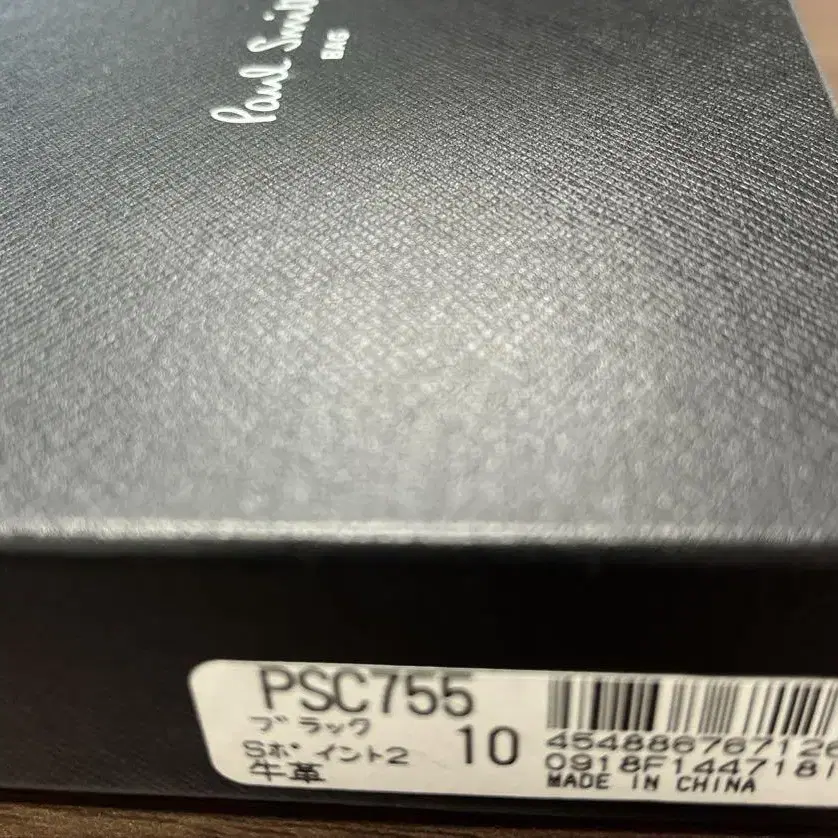 Paul Smith
BAG
PSC755
ブラック
Sポイント2 10
牛革
MADE IN CHINA